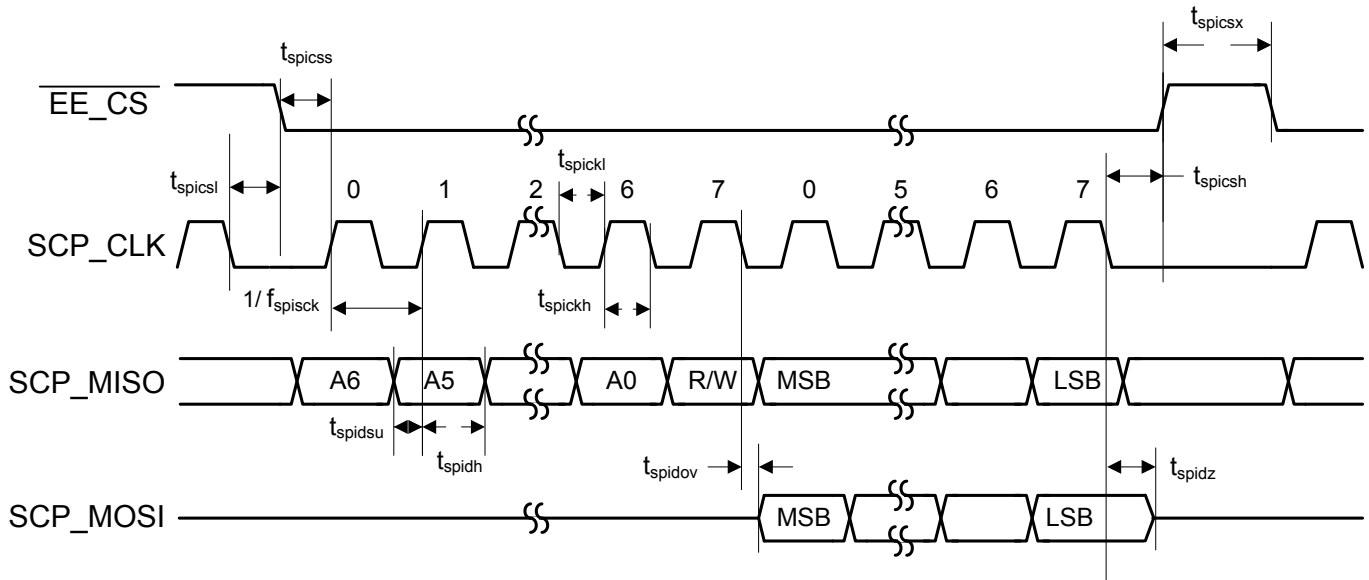 t_spicsx
t_spicss
EE_CS
t_spicsl
t_spickl
t_spicsh
0 1 2 6 7 0 5 6 7
SCP_CLK
1/ f_spisck
t_spickh
SCP_MISO
A6 A5 A0 R/W MSB LSB
t_spidsu
t_spidh
t_spidov
t_spidz
SCP_MOSI
MSB LSB